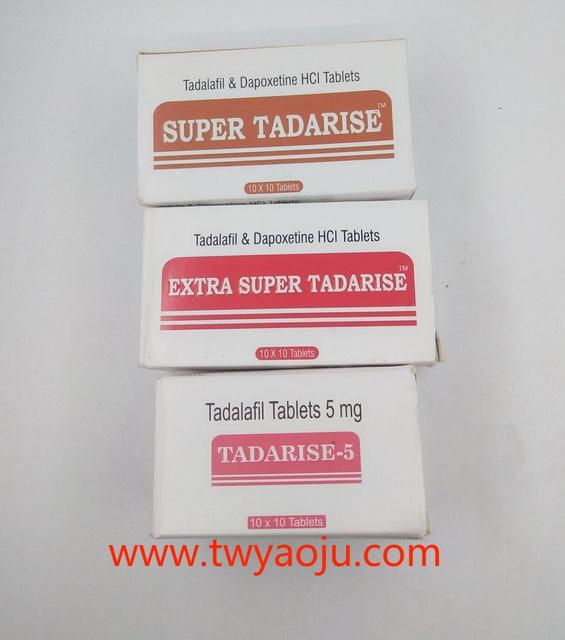 Tadalafil & Dapoxetine HCl Tablets
SUPER TADARISE™
10 X 10 Tablets
Tadalafil & Dapoxetine HCl Tablets
EXTRA SUPER TADARISE™
10 X 10 Tablets
Tadalafil Tablets 5 mg
TADARISE-5
10 x 10 Tablets
www.twyaoju.com